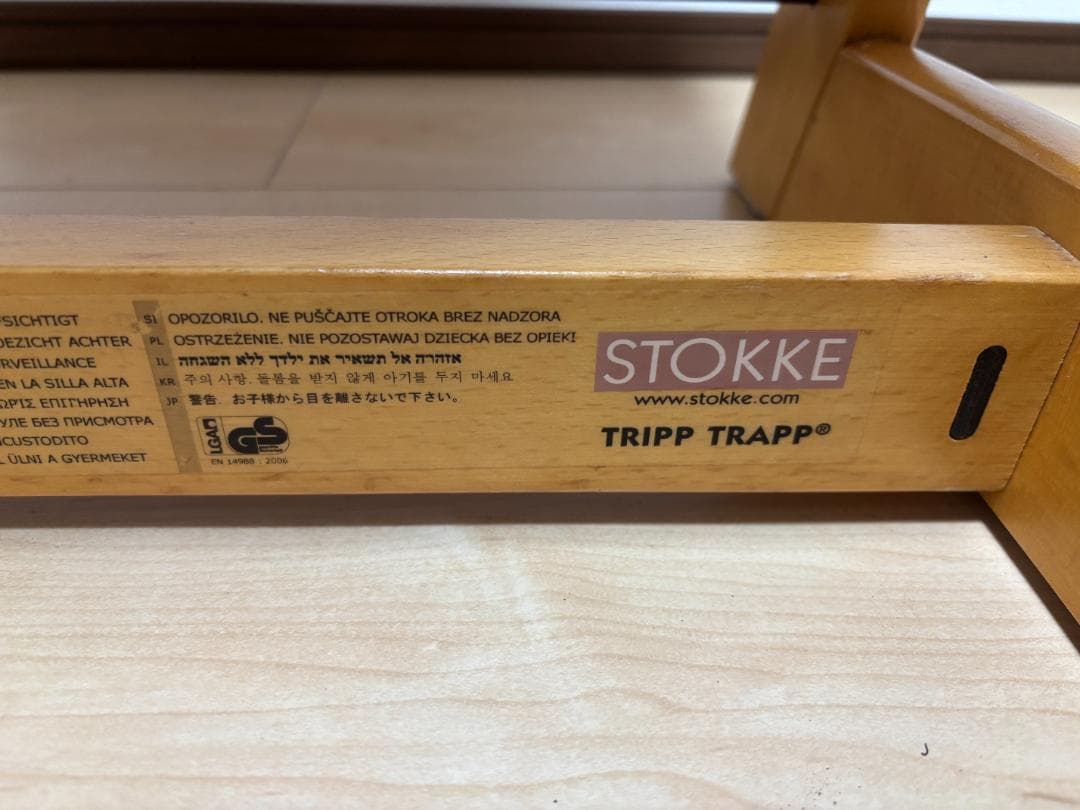 SICHTIGT
DEZICHT ACHTER
RVEILLANCE
EN LA SILLA ALTA
ΩΡΙΣ ΕΠΙΤΗΡΗΣΗ
УЛЕ БЕЗ ПРИСМОТРА
NCUSTODITO
ÜLNI A GYERMEKET
SI OPOZORILO. NE PUŠČAJTE OTROKA BREZ NADZORA
PL OSTRZEŻENIE. NIE POZOSTAWAJ DZIECKA BEZ OPIEKI
IL אזהרה אל תשאיר את ילדך ללא השגחה
KR 주의 사항. 돌봄을 받지 않게 아기를 두지 마세요
JP 警告. お子様から目を離さないで下さい。
LGA GS
EN 14988 : 2006
STOKKE
www.stokke.com
TRIPP TRAPP®